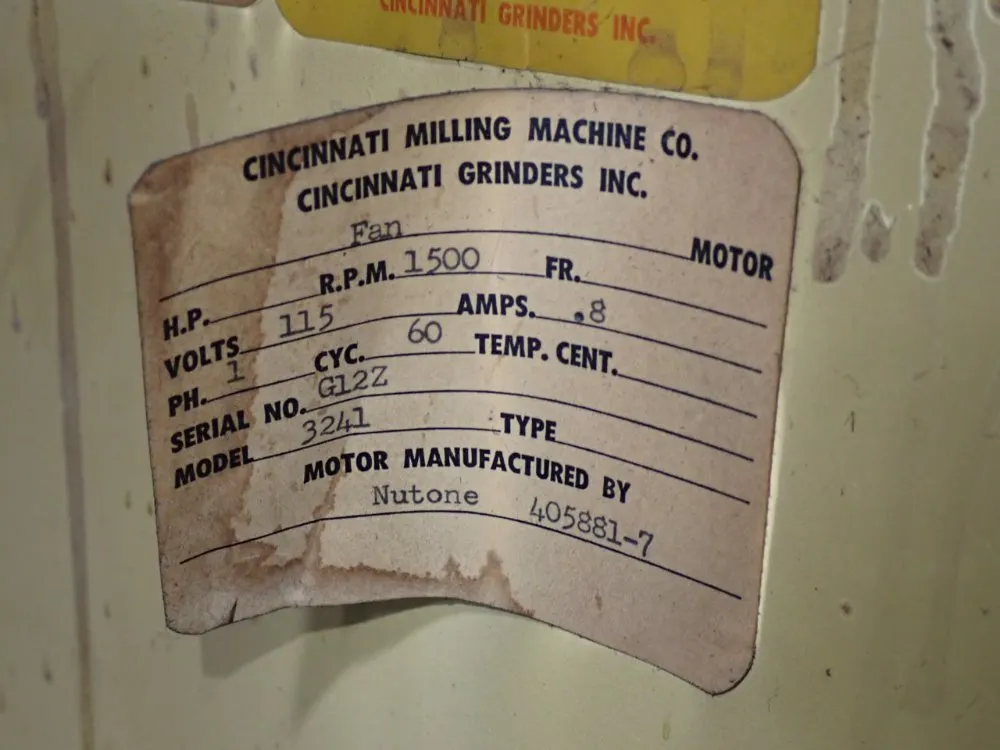 CINCINNATI GRINDERS INC.
CINCINNATI MILLING MACHINE CO.
CINCINNATI GRINDERS INC.
Fan MOTOR
H.P. R.P.M. 1500 FR.
VOLTS 115 AMPS. .8
PH. 1 CYC. 60 TEMP. CENT.
SERIAL NO. G12Z
MODEL 3241 TYPE
MOTOR MANUFACTURED BY
Nutone 405881-7